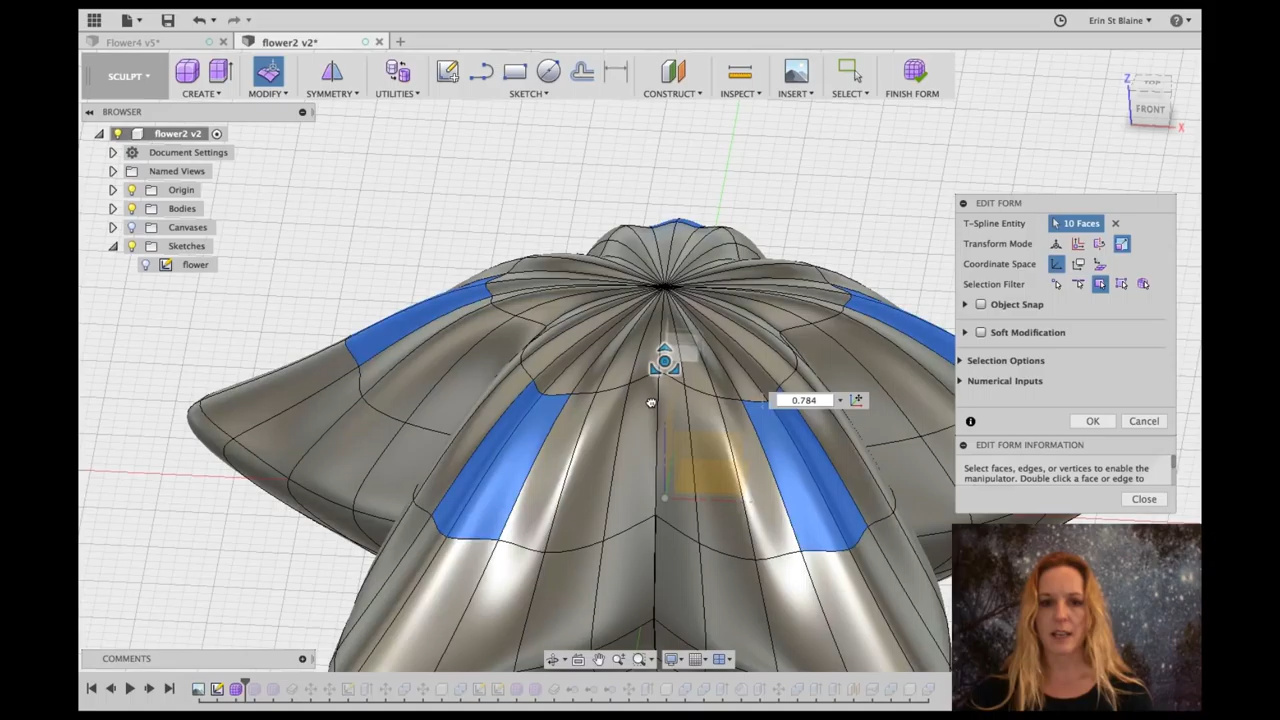 Erin St Blaine
Flower4 v5*
flower2 v2*
SCULPT
CREATE
MODIFY
SYMMETRY
UTILITIES
SKETCH
CONSTRUCT
INSPECT
INSERT
SELECT
FINISH FORM
TOP
FRONT
Z
X
BROWSER
flower2 v2
Document Settings
Named Views
Origin
Bodies
Canvases
Sketches
flower
EDIT FORM
T-Spline Entity
10 Faces
Transform Mode
Coordinate Space
Selection Filter
Object Snap
Soft Modification
Selection Options
Numerical Inputs
OK
Cancel
EDIT FORM INFORMATION
Select faces, edges, or vertices to enable the
manipulator. Double click a face or edge to
Close
0.784
COMMENTS